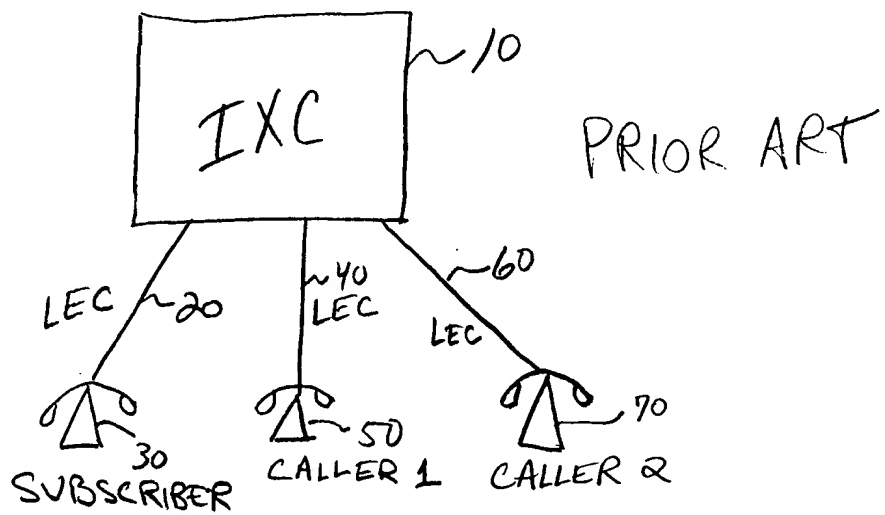 10
IXC
PRIOR ART
LEC 20
40
LEC
60
LEC
30
SUBSCRIBER
50
CALLER 1
70
CALLER 2